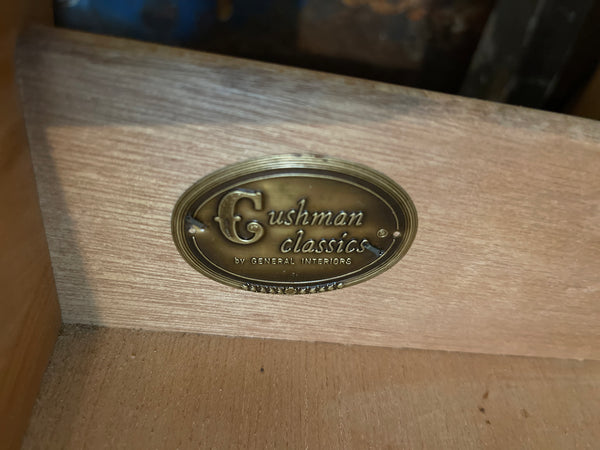 Cushman
classics ®
by GENERAL INTERIORS